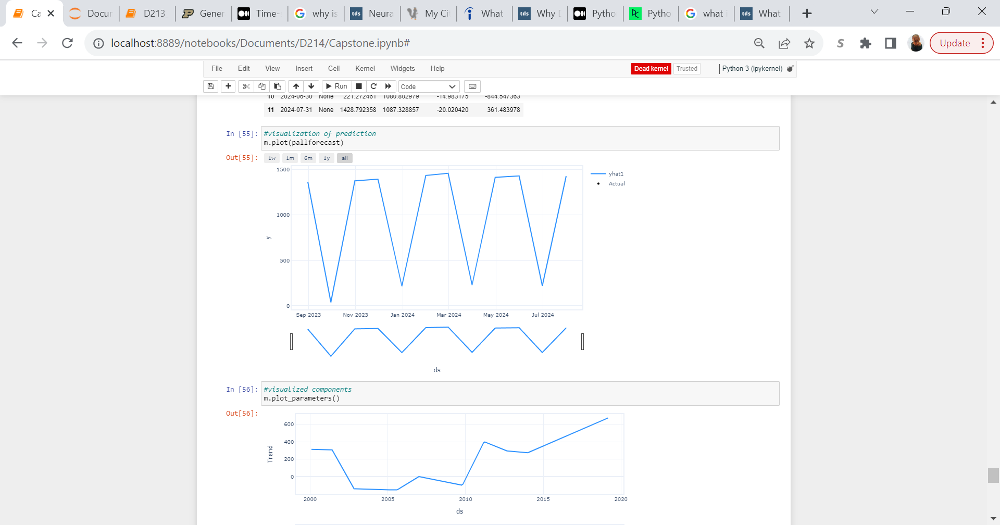 Ca
Docur
D213_
Gener
Time-
why is
Neura
My Ci
What
Why D
Pytho
Pytho
what i
What
localhost:8889/notebooks/Documents/D214/Capstone.ipynb#
Update
File Edit View Insert Cell Kernel Widgets Help
Dead kernel
Trusted
Python 3 (ipykernel)
Run
Code
10 2024-06-30 None 221.272461 1080.802979 -14.983175 -844.547363
11 2024-07-31 None 1428.792358 1087.328857 -20.020420 361.483978
In [55]: #visualization of prediction
m.plot(pallforecast)
Out[55]: 1w 1m 6m 1y all
1500
1000
500
0
y
yhat1
Actual
Sep 2023 Nov 2023 Jan 2024 Mar 2024 May 2024 Jul 2024
ds
In [56]: #visualized components
m.plot_parameters()
Out[56]:
600
400
200
0
Trend
2000 2005 2010 2015 2020
ds